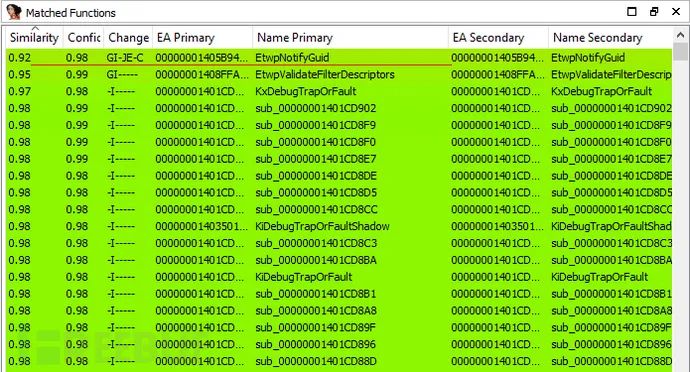 Matched Functions
Similarity Confic Change EA Primary Name Primary EA Secondary Name Secondary
0.92 0.98 GI-JE-C 00000001405B94... EtwpNotifyGuid 00000001405B94... EtwpNotifyGuid
0.95 0.99 GI----- 00000001408FFA... EtwpValidateFilterDescriptors 00000001408FFA... EtwpValidateFilterDescrip
0.97 0.98 -I----- 00000001401CD... KxDebugTrapOrFault 00000001401CD... KxDebugTrapOrFault
0.98 0.99 -I----- 00000001401CD... sub_00000001401CD902 00000001401CD... sub_00000001401CD902
0.98 0.99 -I----- 00000001401CD... sub_00000001401CD8F9 00000001401CD... sub_00000001401CD8F9
0.98 0.99 -I----- 00000001401CD... sub_00000001401CD8F0 00000001401CD... sub_00000001401CD8F0
0.98 0.99 -I----- 00000001401CD... sub_00000001401CD8E7 00000001401CD... sub_00000001401CD8E7
0.98 0.98 -I----- 00000001401CD... sub_00000001401CD8DE 00000001401CD... sub_00000001401CD8DE
0.98 0.98 -I----- 00000001401CD... sub_00000001401CD8D5 00000001401CD... sub_00000001401CD8D5
0.98 0.98 -I----- 00000001401CD... sub_00000001401CD8CC 00000001401CD... sub_00000001401CD8CC
0.98 0.98 -I----- 00000001403501... KiDebugTrapOrFaultShadow 00000001403501... KiDebugTrapOrFaultShad
0.98 0.98 -I----- 00000001401CD... sub_00000001401CD8C3 00000001401CD... sub_00000001401CD8C3
0.98 0.98 -I----- 00000001401CD... sub_00000001401CD8BA 00000001401CD... sub_00000001401CD8BA
0.98 0.98 -I----- 00000001401CD... KiDebugTrapOrFault 00000001401CD... KiDebugTrapOrFault
0.98 0.98 -I----- 00000001401CD... sub_00000001401CD8B1 00000001401CD... sub_00000001401CD8B1
0.98 0.98 -I----- 00000001401CD... sub_00000001401CD8A8 00000001401CD... sub_00000001401CD8A8
0.98 0.98 -I----- 00000001401CD... sub_00000001401CD89F 00000001401CD... sub_00000001401CD89F
0.98 0.98 -I----- 00000001401CD... sub_00000001401CD896 00000001401CD... sub_00000001401CD896
0.98 0.98 -I----- 00000001401CD... sub_00000001401CD88D 00000001401CD... sub_00000001401CD88D